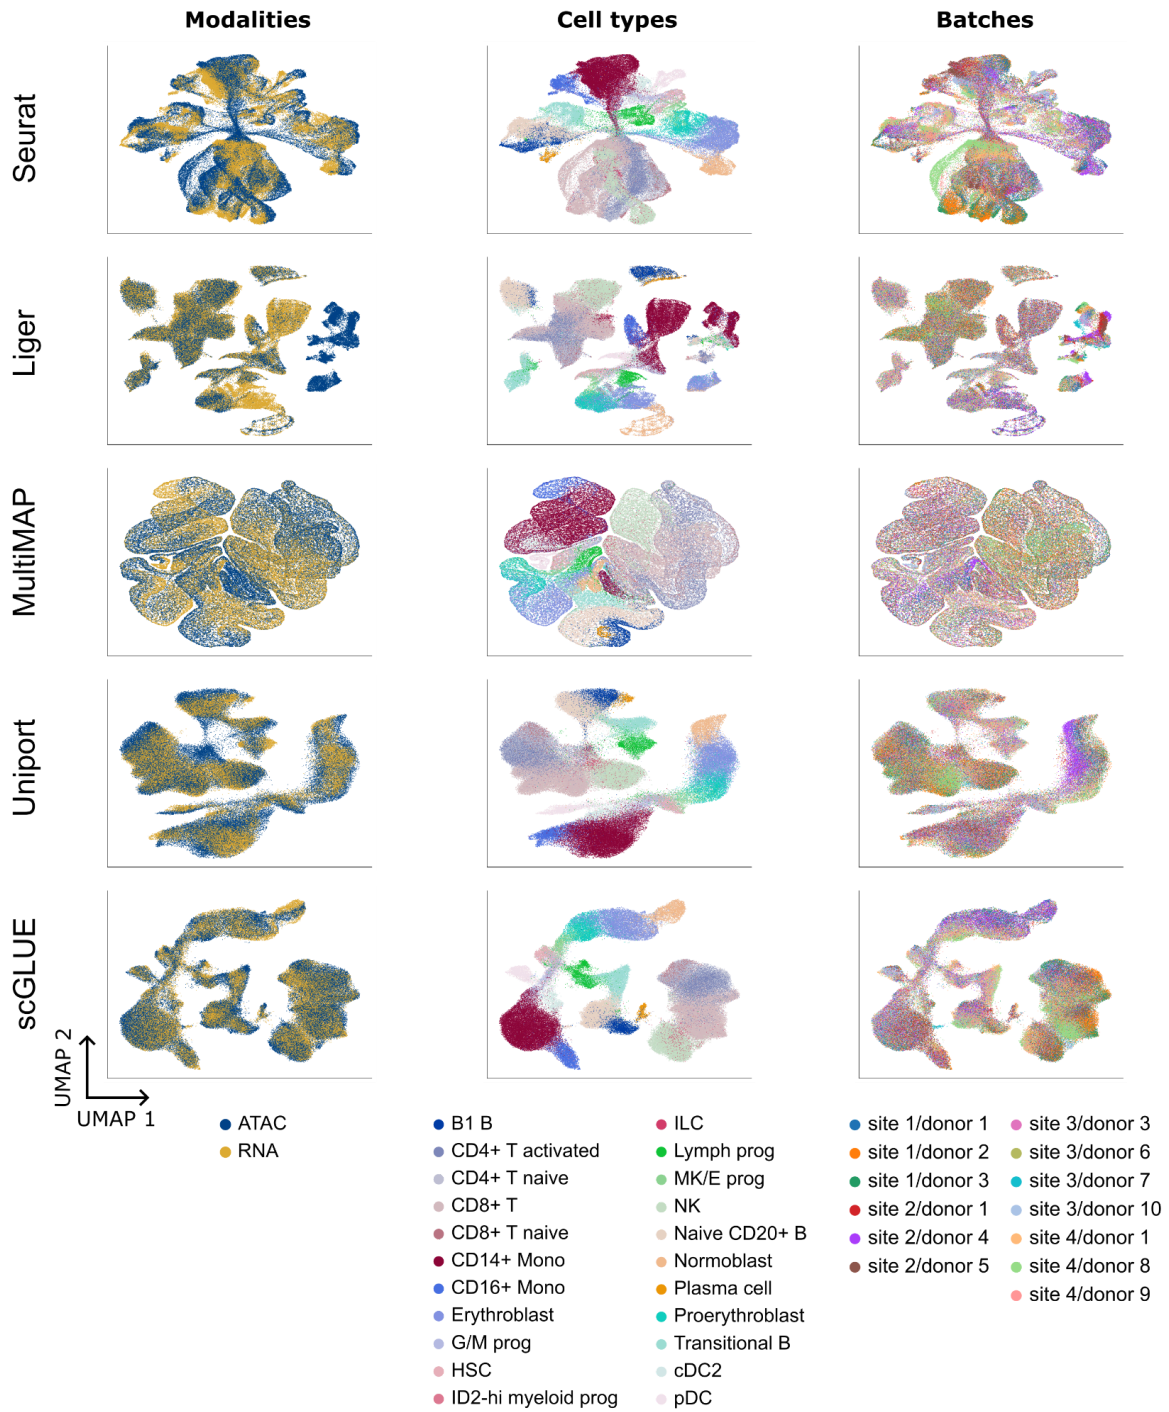 Modalities
Cell types
Batches
Seurat
Liger
MultiMAP
Uniport
scGLUE
UMAP 2
UMAP 1
ATAC
RNA
B1 B
CD4+ T activated
CD4+ T naive
CD8+ T
CD8+ T naive
CD14+ Mono
CD16+ Mono
Erythroblast
G/M prog
HSC
ID2-hi myeloid prog
ILC
Lymph prog
MK/E prog
NK
Naive CD20+ B
Normoblast
Plasma cell
Proerythroblast
Transitional B
cDC2
pDC
site 1/donor 1
site 1/donor 2
site 1/donor 3
site 2/donor 1
site 2/donor 4
site 2/donor 5
site 3/donor 3
site 3/donor 6
site 3/donor 7
site 3/donor 10
site 4/donor 1
site 4/donor 8
site 4/donor 9